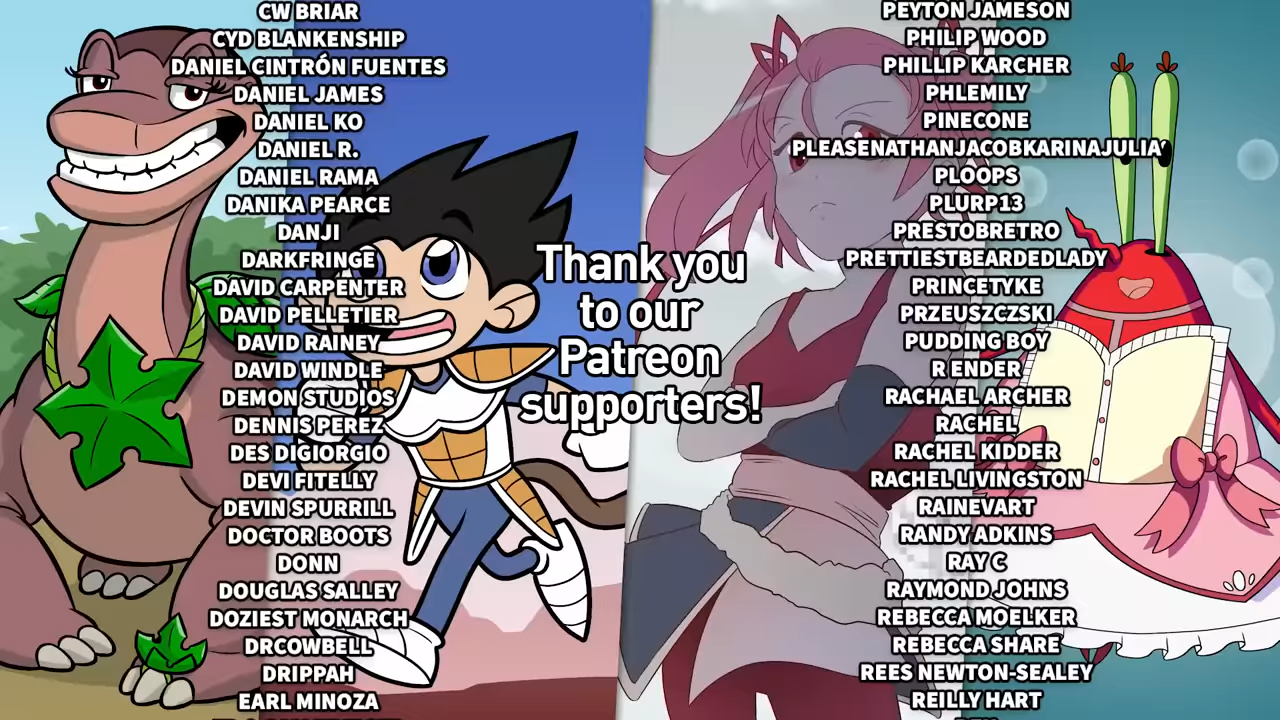 CW BRIAR
CYD BLANKENSHIP
DANIEL CINTRÓN FUENTES
DANIEL JAMES
DANIEL KO
DANIEL R.
DANIEL RAMA
DANIKA PEARCE
DANJI
DARKFRINGE
DAVID CARPENTER
DAVID PELLETIER
DAVID RAINEY
DAVID WINDLE
DEMON STUDIOS
DENNIS PEREZ
DES DIGIORGIO
DEVI FITELLY
DEVIN SPURRILL
DOCTOR BOOTS
DONN
DOUGLAS SALLEY
DOZIEST MONARCH
DRCOWBELL
DRIPPAH
EARL MINOZA
Thank you
to our
Patreon
supporters!
PEYTON JAMESON
PHILIP WOOD
PHILLIP KARCHER
PHLEMILY
PINECONE
PLEASENATHANJACOBKARINAJULIA
PLOOPS
PLURP13
PRESTOBRETRO
PRETTIESTBEARDEDLADY
PRINCETYKE
PRZEUSZCZSKI
PUDDING BOY
R ENDER
RACHAEL ARCHER
RACHEL
RACHEL KIDDER
RACHEL LIVINGSTON
RAINEVART
RANDY ADKINS
RAY C
RAYMOND JOHNS
REBECCA MOELKER
REBECCA SHARE
REES NEWTON-SEALEY
REILLY HART